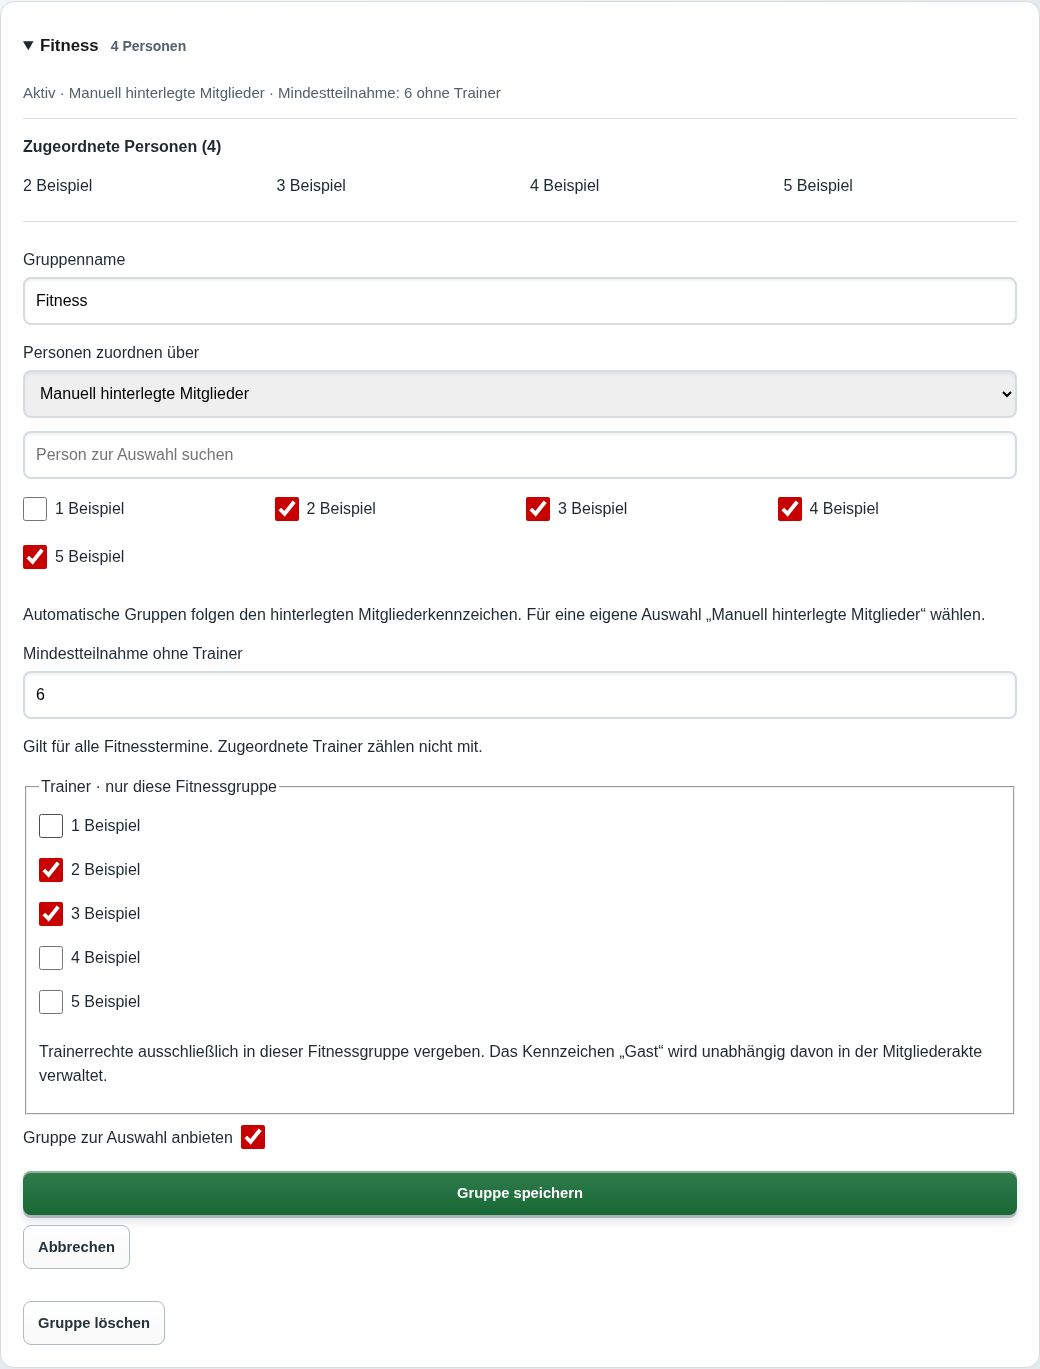 Fitness 4 Personen
Aktiv · Manuell hinterlegte Mitglieder · Mindestteilnahme: 6 ohne Trainer
Zugeordnete Personen (4)
2 Beispiel 3 Beispiel 4 Beispiel 5 Beispiel
Gruppenname
Fitness
Personen zuordnen über
Manuell hinterlegte Mitglieder
Person zur Auswahl suchen
1 Beispiel 2 Beispiel 3 Beispiel 4 Beispiel
5 Beispiel
Automatische Gruppen folgen den hinterlegten Mitgliederkennzeichen. Für eine eigene Auswahl „Manuell hinterlegte Mitglieder“ wählen.
Mindestteilnahme ohne Trainer
6
Gilt für alle Fitnesstermine. Zugeordnete Trainer zählen nicht mit.
Trainer · nur diese Fitnessgruppe
1 Beispiel
2 Beispiel
3 Beispiel
4 Beispiel
5 Beispiel
Trainerrechte ausschließlich in dieser Fitnessgruppe vergeben. Das Kennzeichen „Gast“ wird unabhängig davon in der Mitgliederakte
verwaltet.
Gruppe zur Auswahl anbieten
Gruppe speichern
Abbrechen
Gruppe löschen